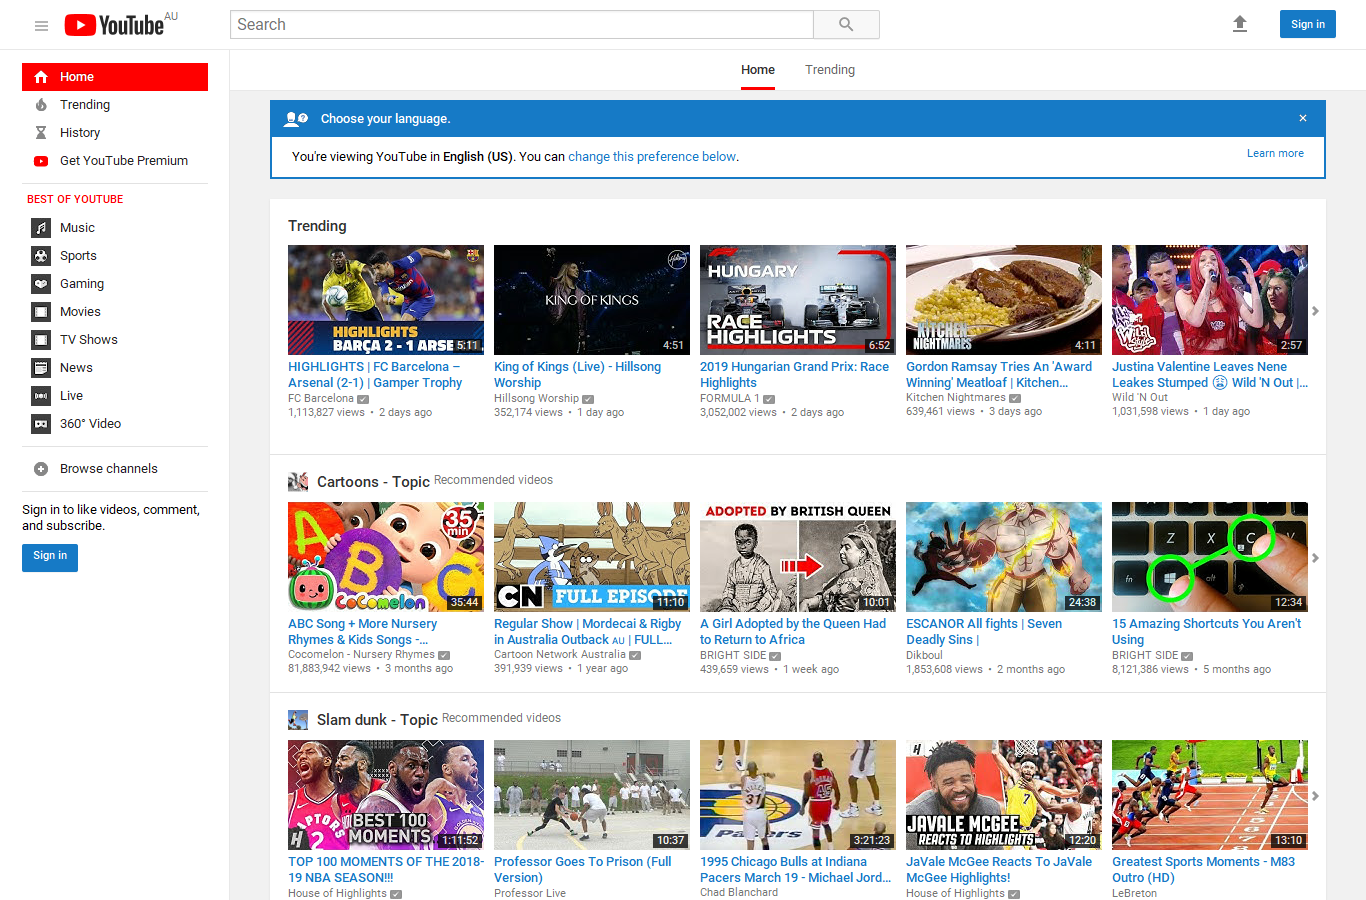 YouTube AU
Search
Sign in
Home
Trending
History
Get YouTube Premium
BEST OF YOUTUBE
Music
Sports
Gaming
Movies
TV Shows
News
Live
360° Video
Browse channels
Sign in to like videos, comment,
and subscribe.
Sign in
Home Trending
Choose your language. ×
You're viewing YouTube in English (US). You can change this preference below.
Learn more
Trending
HIGHLIGHTS
BARÇA 2 - 1 ARSE
5:11
HIGHLIGHTS | FC Barcelona –
Arsenal (2-1) | Gamper Trophy
FC Barcelona
1,113,827 views • 2 days ago
KING OF KINGS
4:51
King of Kings (Live) - Hillsong
Worship
Hillsong Worship
352,174 views • 1 day ago
HUNGARY
RACE
HIGHLIGHTS
6:52
2019 Hungarian Grand Prix: Race
Highlights
FORMULA 1
3,052,002 views • 2 days ago
KITCHEN
NIGHTMARES
4:11
Gordon Ramsay Tries An 'Award
Winning' Meatloaf | Kitchen...
Kitchen Nightmares
639,461 views • 3 days ago
2:57
Justina Valentine Leaves Nene
Leakes Stumped 😩 Wild 'N Out |...
Wild 'N Out
1,031,598 views • 1 day ago
Cartoons - Topic Recommended videos
ABC
35
min
CoComelon
35:44
ABC Song + More Nursery
Rhymes & Kids Songs -...
Cocomelon - Nursery Rhymes
81,883,942 views • 3 months ago
CN FULL EPISODE
11:10
Regular Show | Mordecai & Rigby
in Australia Outback AU | FULL...
Cartoon Network Australia
391,939 views • 1 year ago
ADOPTED BY BRITISH QUEEN
10:01
A Girl Adopted by the Queen Had
to Return to Africa
BRIGHT SIDE
439,659 views • 1 week ago
24:38
ESCANOR All fights | Seven
Deadly Sins |
Dikboul
1,853,608 views • 2 months ago
Z X C V
fn alt
12:34
15 Amazing Shortcuts You Aren't
Using
BRIGHT SIDE
8,121,386 views • 5 months ago
Slam dunk - Topic Recommended videos
RAPTORS
2
BEST 100
MOMENTS
H
1:11:52
TOP 100 MOMENTS OF THE 2018-
19 NBA SEASON!!!
House of Highlights
10:37
Professor Goes To Prison (Full
Version)
Professor Live
31
45
Pacers
3:21:23
1995 Chicago Bulls at Indiana
Pacers March 19 - Michael Jord...
Chad Blanchard
H
7
JAVALE MCGEE
REACTS TO HIGHLIGHTS
12:20
JaVale McGee Reacts To JaVale
McGee Highlights!
House of Highlights
13:10
Greatest Sports Moments - M83
Outro (HD)
LeBreton